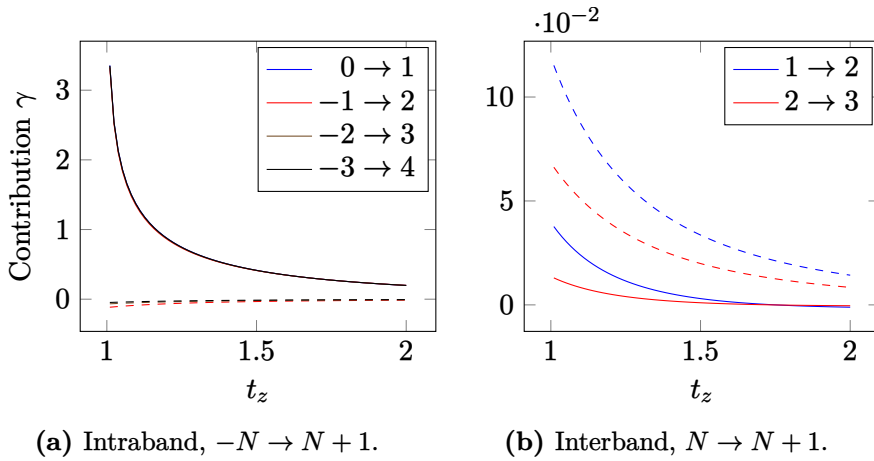 Contribution γ
3
2
1
0
1
1.5
2
t_z
0 → 1
−1 → 2
−2 → 3
−3 → 4
(a) Intraband, −N → N + 1.
·10⁻²
10
5
0
1
1.5
2
t_z
1 → 2
2 → 3
(b) Interband, N → N + 1.